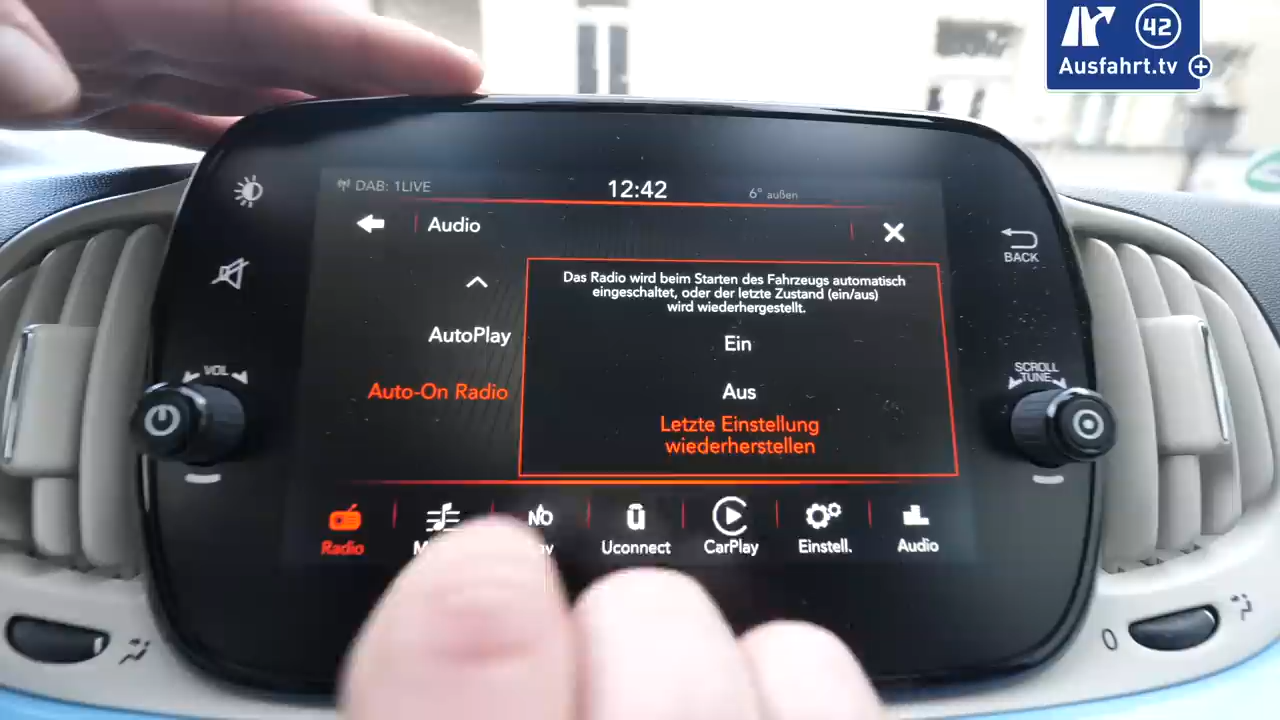 42
Ausfahrt.tv
DAB: 1LIVE
12:42
6° außen
Audio
BACK
Das Radio wird beim Starten des Fahrzeugs automatisch
eingeschaltet, oder der letzte Zustand (ein/aus)
wird wiederhergestellt.
AutoPlay
Ein
VOL
SCROLL
TUNE
Auto-On Radio
Aus
Letzte Einstellung
wiederherstellen
Radio
Uconnect
CarPlay
Einstell.
Audio
0